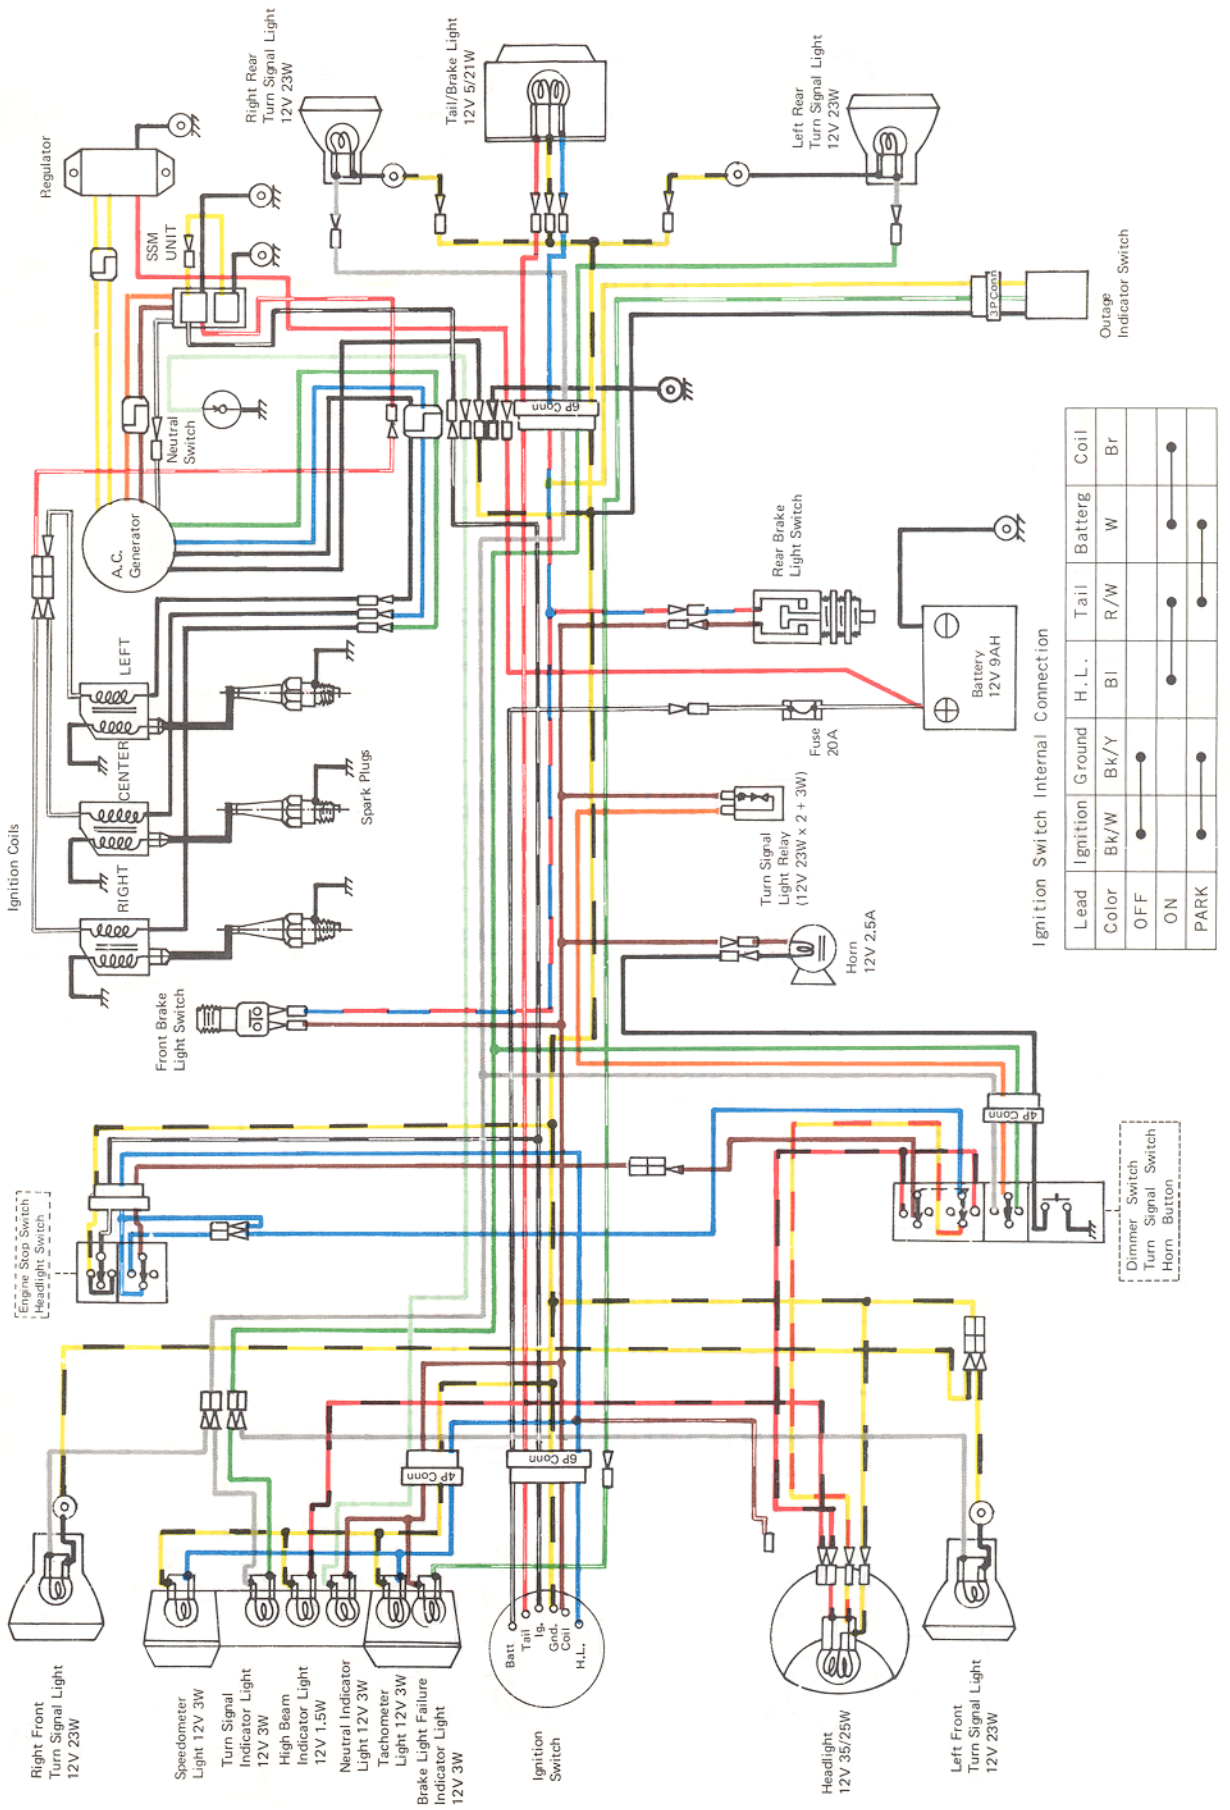 Right Rear
Turn Signal Light
12V 23W
Tail/Brake Light
12V 5/21W
Left Rear
Turn Signal Light
12V 23W
Regulator
SSM
UNIT
3P Conn
Outage
Indicator Switch
Neutral
Switch
6P Conn
A.C.
Generator
Rear Brake
Light Switch
Ignition Coils
LEFT
CENTER
RIGHT
Spark Plugs
Battery
12V 9AH
Fuse
20A
Turn Signal
Light Relay
(12V 23W x 2 + 3W)
Horn
12V 2.5A
Front Brake
Light Switch
Ignition Switch Internal Connection
Lead Ignition Ground H.L. Tail Batterg Coil
Color Bk/W Bk/Y Bl R/W W Br
OFF
ON
PARK
Engine Stop Switch
Headlight Switch
4P Conn
Dimmer Switch
Turn Signal Switch
Horn Button
4P Conn
6P Conn
Batt
Tail
Ig.
Gnd.
Coil
H.L.
Right Front
Turn Signal Light
12V 23W
Speedometer
Light 12V 3W
Turn Signal
Indicator Light
12V 3W
High Beam
Indicator Light
12V 1.5W
Neutral Indicator
Light 12V 3W
Tachometer
Light 12V 3W
Brake Light Failure
Indicator Light
12V 3W
Ignition
Switch
Headlight
12V 35/25W
Left Front
Turn Signal Light
12V 23W